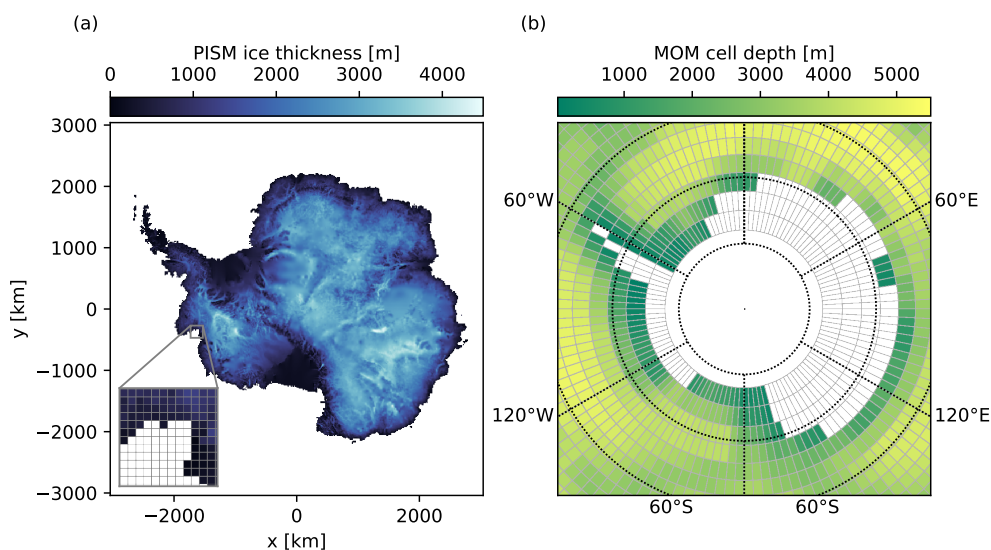 (a)
PISM ice thickness [m]
0 1000 2000 3000 4000
y [km]
3000
2000
1000
0
−1000
−2000
−3000
−2000 0 2000
x [km]
(b)
MOM cell depth [m]
1000 2000 3000 4000 5000
60°W 60°E
120°W 120°E
60°S 60°S